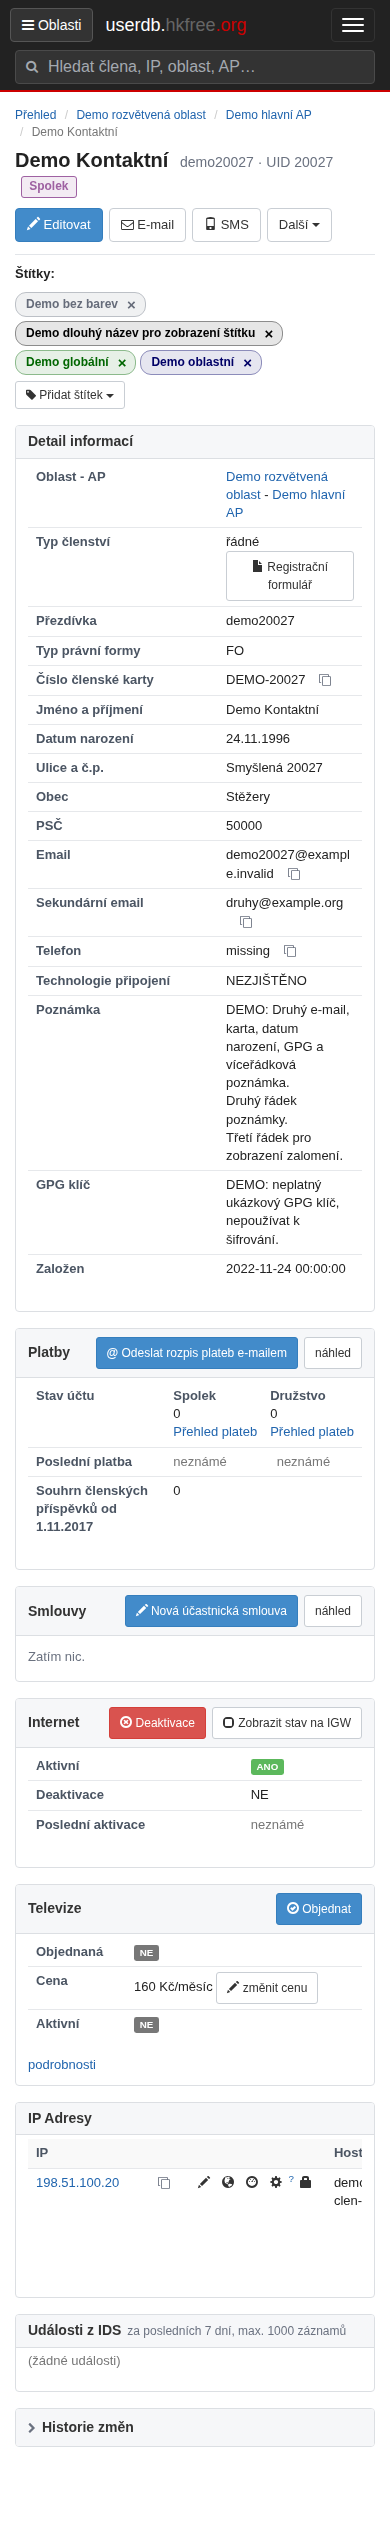 Oblasti userdb.hkfree.org
Hledat člena, IP, oblast, AP…
Přehled / Demo rozvětvená oblast / Demo hlavní AP
/ Demo Kontaktní
Demo Kontaktní demo20027 · UID 20027
Spolek
Editovat E-mail SMS Další
Štítky:
Demo bez barev ×
Demo dlouhý název pro zobrazení štítku ×
Demo globální × Demo oblastní ×
Přidat štítek
Detail informací
Oblast - AP Demo rozvětvená
oblast - Demo hlavní
AP
Typ členství řádné
Registrační
formulář
Přezdívka demo20027
Typ právní formy FO
Číslo členské karty DEMO-20027
Jméno a příjmení Demo Kontaktní
Datum narození 24.11.1996
Ulice a č.p. Smyšlená 20027
Obec Stěžery
PSČ 50000
Email demo20027@exampl
e.invalid
Sekundární email druhy@example.org
Telefon missing
Technologie připojení NEZJIŠTĚNO
Poznámka DEMO: Druhý e-mail,
karta, datum
narození, GPG a
víceřádková
poznámka.
Druhý řádek
poznámky.
Třetí řádek pro
zobrazení zalomení.
GPG klíč DEMO: neplatný
ukázkový GPG klíč,
nepoužívat k
šifrování.
Založen 2022-11-24 00:00:00
Platby @ Odeslat rozpis plateb e-mailem náhled
Stav účtu Spolek Družstvo
0 0
Přehled plateb Přehled plateb
Poslední platba neznámé neznámé
Souhrn členských 0
příspěvků od
1.11.2017
Smlouvy Nová účastnická smlouva náhled
Zatím nic.
Internet Deaktivace Zobrazit stav na IGW
Aktivní ANO
Deaktivace NE
Poslední aktivace neznámé
Televize Objednat
Objednaná NE
Cena 160 Kč/měsíc změnit cenu
Aktivní NE
podrobnosti
IP Adresy
IP Host
198.51.100.20 ? demo
clen-
Události z IDS za posledních 7 dní, max. 1000 záznamů
(žádné události)
Historie změn